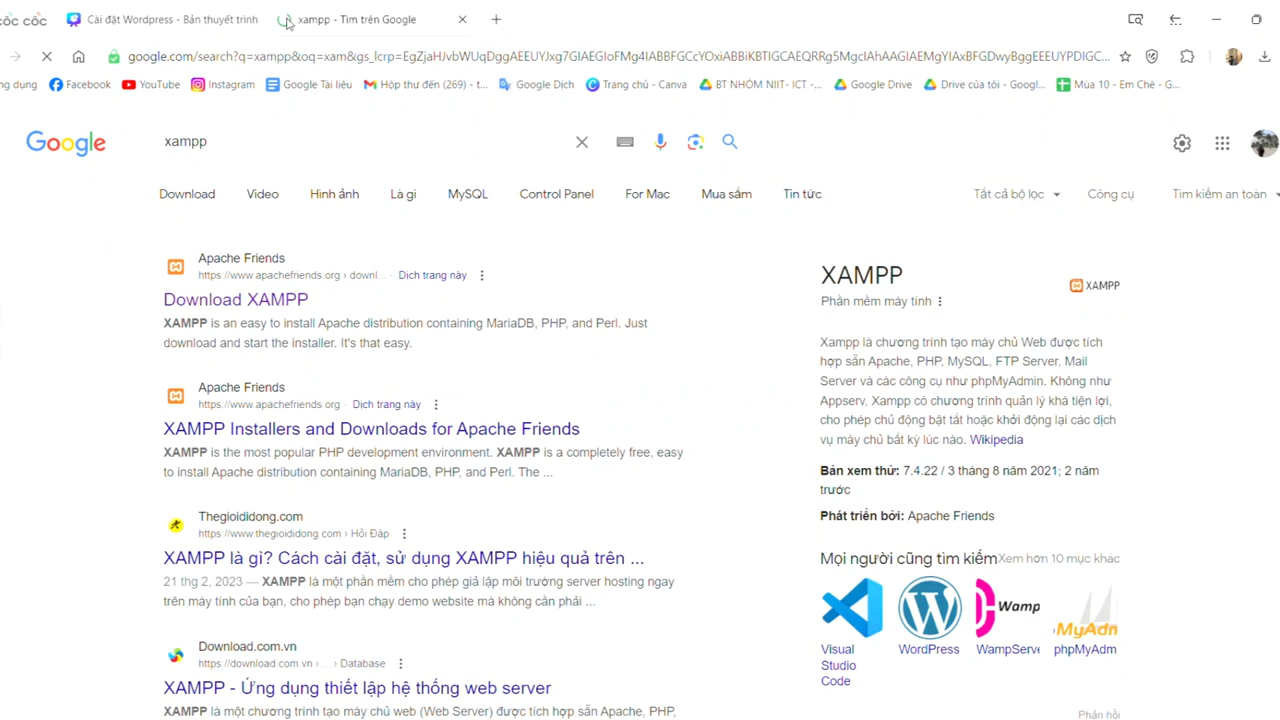 cốc cốc
Cài đặt Wordpress - Bản thuyết trình
xampp - Tìm trên Google
google.com/search?q=xampp&oq=xam&gs_lcrp=EgZjaHJvbWUqDggAEEUYJxg7GIAEGIoFMg4IABBFGCcYOxiABBiKBTIGCAEQRRg5MgcIAhAAGIAEMgYIAxBFGDwyBggEEEUYPDIGC...
ng dụng
Facebook
YouTube
Instagram
Google Tài liệu
Hộp thư đến (269) - t...
Google Dịch
Trang chủ - Canva
BT NHÓM NIIT- ICT -...
Google Drive
Drive của tôi - Googl...
Mùa 10 - Em Chè - G...
Google
xampp
Download
Video
Hình ảnh
Là gì
MySQL
Control Panel
For Mac
Mua sắm
Tin tức
Tất cả bộ lọc
Công cụ
Tìm kiếm an toàn
Apache Friends
https://www.apachefriends.org › downl... · Dịch trang này
Download XAMPP
XAMPP is an easy to install Apache distribution containing MariaDB, PHP, and Perl. Just
download and start the installer. It's that easy.
Apache Friends
https://www.apachefriends.org · Dịch trang này
XAMPP Installers and Downloads for Apache Friends
XAMPP is the most popular PHP development environment. XAMPP is a completely free, easy
to install Apache distribution containing MariaDB, PHP, and Perl. The ...
Thegioididong.com
https://www.thegioididong.com › Hỏi Đáp
XAMPP là gì? Cách cài đặt, sử dụng XAMPP hiệu quả trên ...
21 thg 2, 2023 — XAMPP là một phần mềm cho phép giả lập môi trường server hosting ngay
trên máy tính của bạn, cho phép bạn chạy demo website mà không cần phải ...
Download.com.vn
https://download.com.vn › ... › Database
XAMPP - Ứng dụng thiết lập hệ thống web server
XAMPP là một chương trình tạo máy chủ web (Web Server) được tích hợp sẵn Apache, PHP,
XAMPP
XAMPP
Phần mềm máy tính
Xampp là chương trình tạo máy chủ Web được tích
hợp sẵn Apache, PHP, MySQL, FTP Server, Mail
Server và các công cụ như phpMyAdmin. Không như
Appserv, Xampp có chương trình quản lý khá tiện lợi,
cho phép chủ động bật tắt hoặc khởi động lại các dịch
vụ máy chủ bất kỳ lúc nào. Wikipedia
Bản xem thử: 7.4.22 / 3 tháng 8 năm 2021; 2 năm
trước
Phát triển bởi: Apache Friends
Mọi người cũng tìm kiếm
Xem hơn 10 mục khác
Wamp
MyAdn
Visual
Studio
Code
WordPress
WampServe
phpMyAdm
Phản hồi